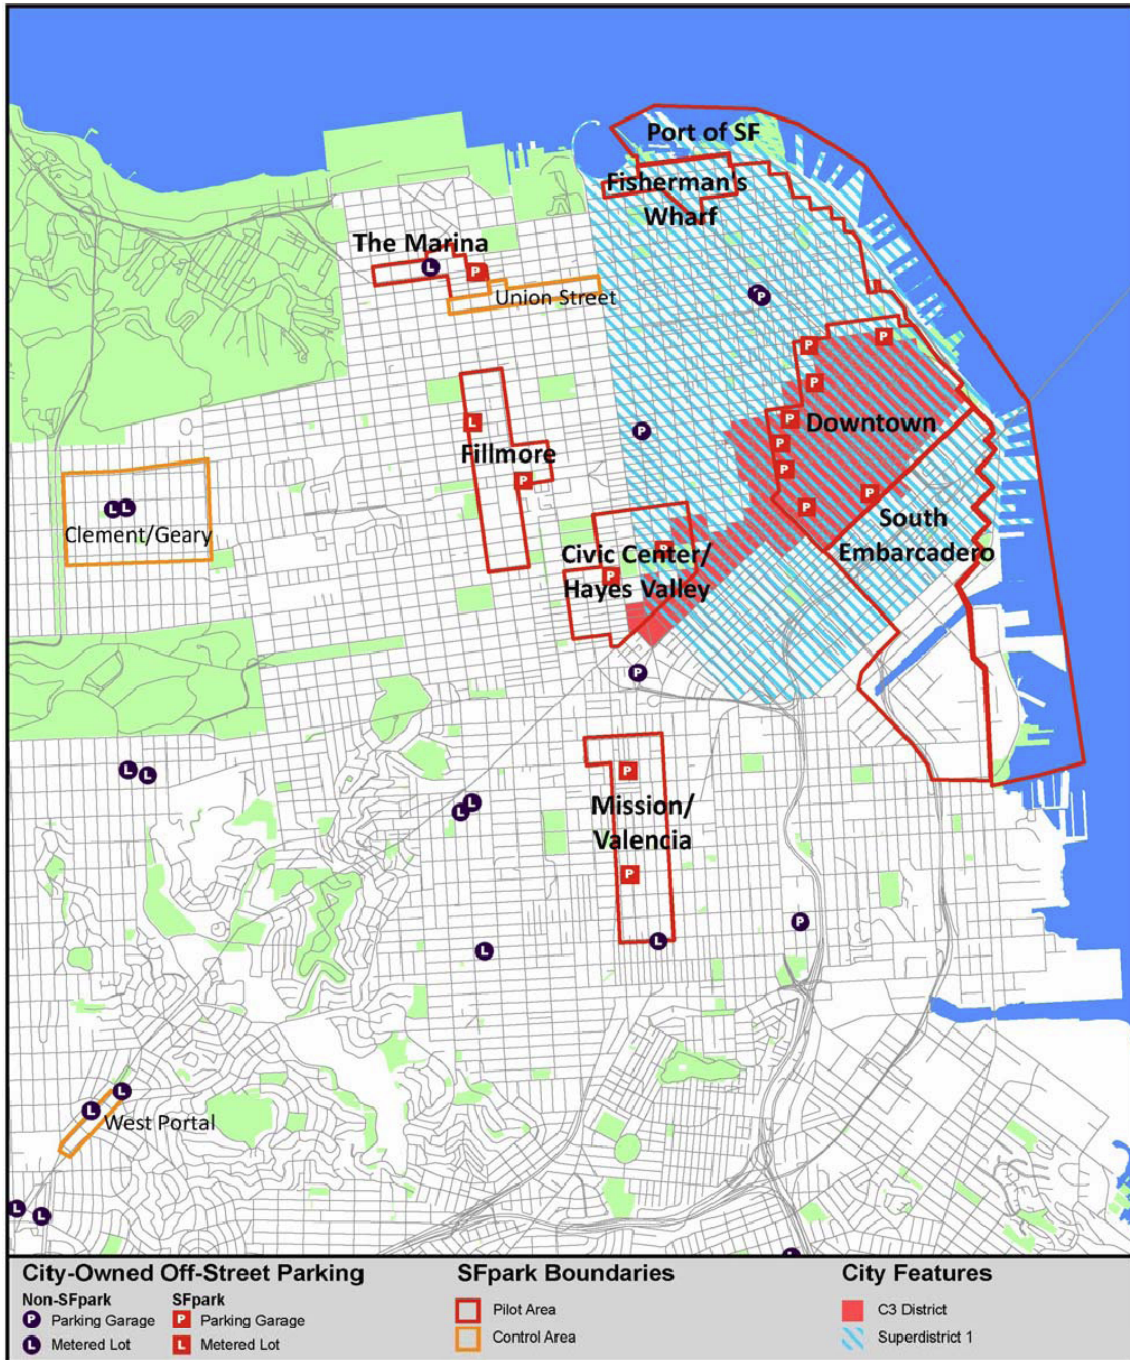 Port of SF
Fisherman's
Wharf
The Marina
L
P
Union Street
P
P
P
P
L
P
Downtown
P
P
Fillmore
P
P
P
P
L L
South
Clement/Geary
Embarcadero
Civic Center/
P
Hayes Valley
P
L
L
P
L
L
Mission/
Valencia
P
P
L
L
L
L
West Portal
L
L
L
City-Owned Off-Street Parking
Non-SFpark
P Parking Garage
L Metered Lot
SFpark
P Parking Garage
L Metered Lot
SFpark Boundaries
Pilot Area
Control Area
City Features
C3 District
Superdistrict 1